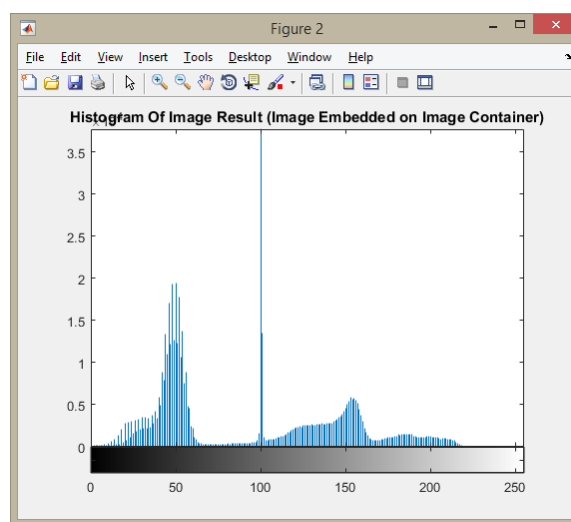 Figure 2
File Edit View Insert Tools Desktop Window Help
Histogram Of Image Result (Image Embedded on Image Container)
3.5
3
2.5
2
1.5
1
0.5
0
0 50 100 150 200 250